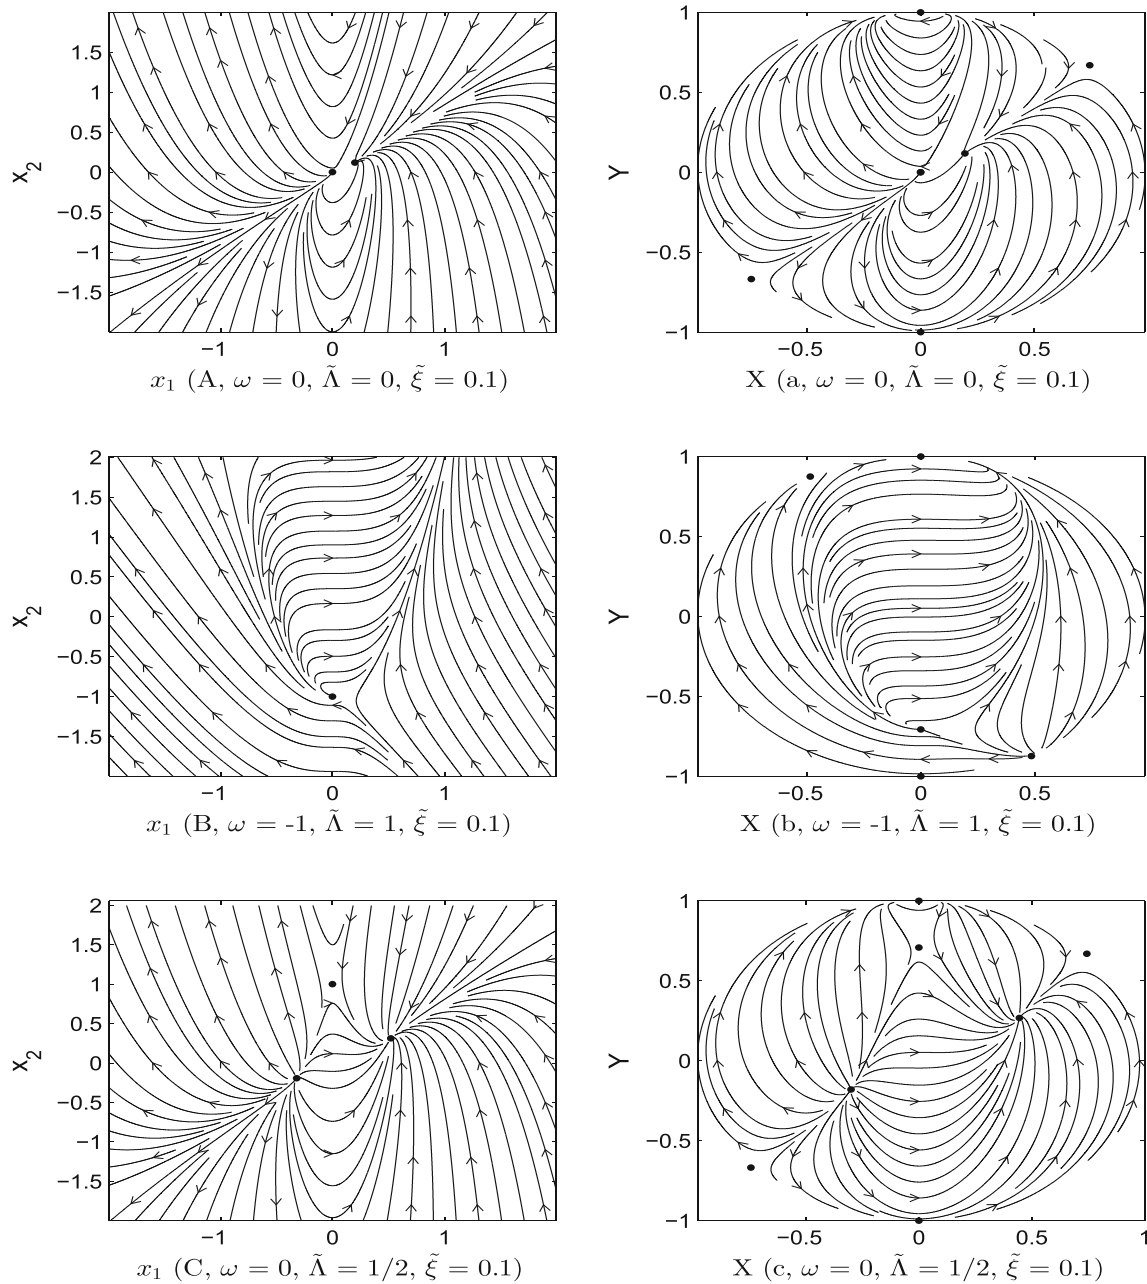 x₂
1.5
1
0.5
0
−0.5
−1
−1.5
−1 0 1
x₁ (A, ω = 0, Λ̃ = 0, ξ̃ = 0.1)
Y
1
0.5
0
−0.5
−1
−0.5 0 0.5
X (a, ω = 0, Λ̃ = 0, ξ̃ = 0.1)
x₂
2
1.5
1
0.5
0
−0.5
−1
−1.5
−1 0 1
x₁ (B, ω = -1, Λ̃ = 1, ξ̃ = 0.1)
Y
1
0.5
0
−0.5
−1
−0.5 0 0.5
X (b, ω = -1, Λ̃ = 1, ξ̃ = 0.1)
x₂
2
1.5
1
0.5
0
−0.5
−1
−1.5
−1 0 1
x₁ (C, ω = 0, Λ̃ = 1/2, ξ̃ = 0.1)
Y
1
0.5
0
−0.5
−1
−0.5 0 0.5 1
X (c, ω = 0, Λ̃ = 1/2, ξ̃ = 0.1)